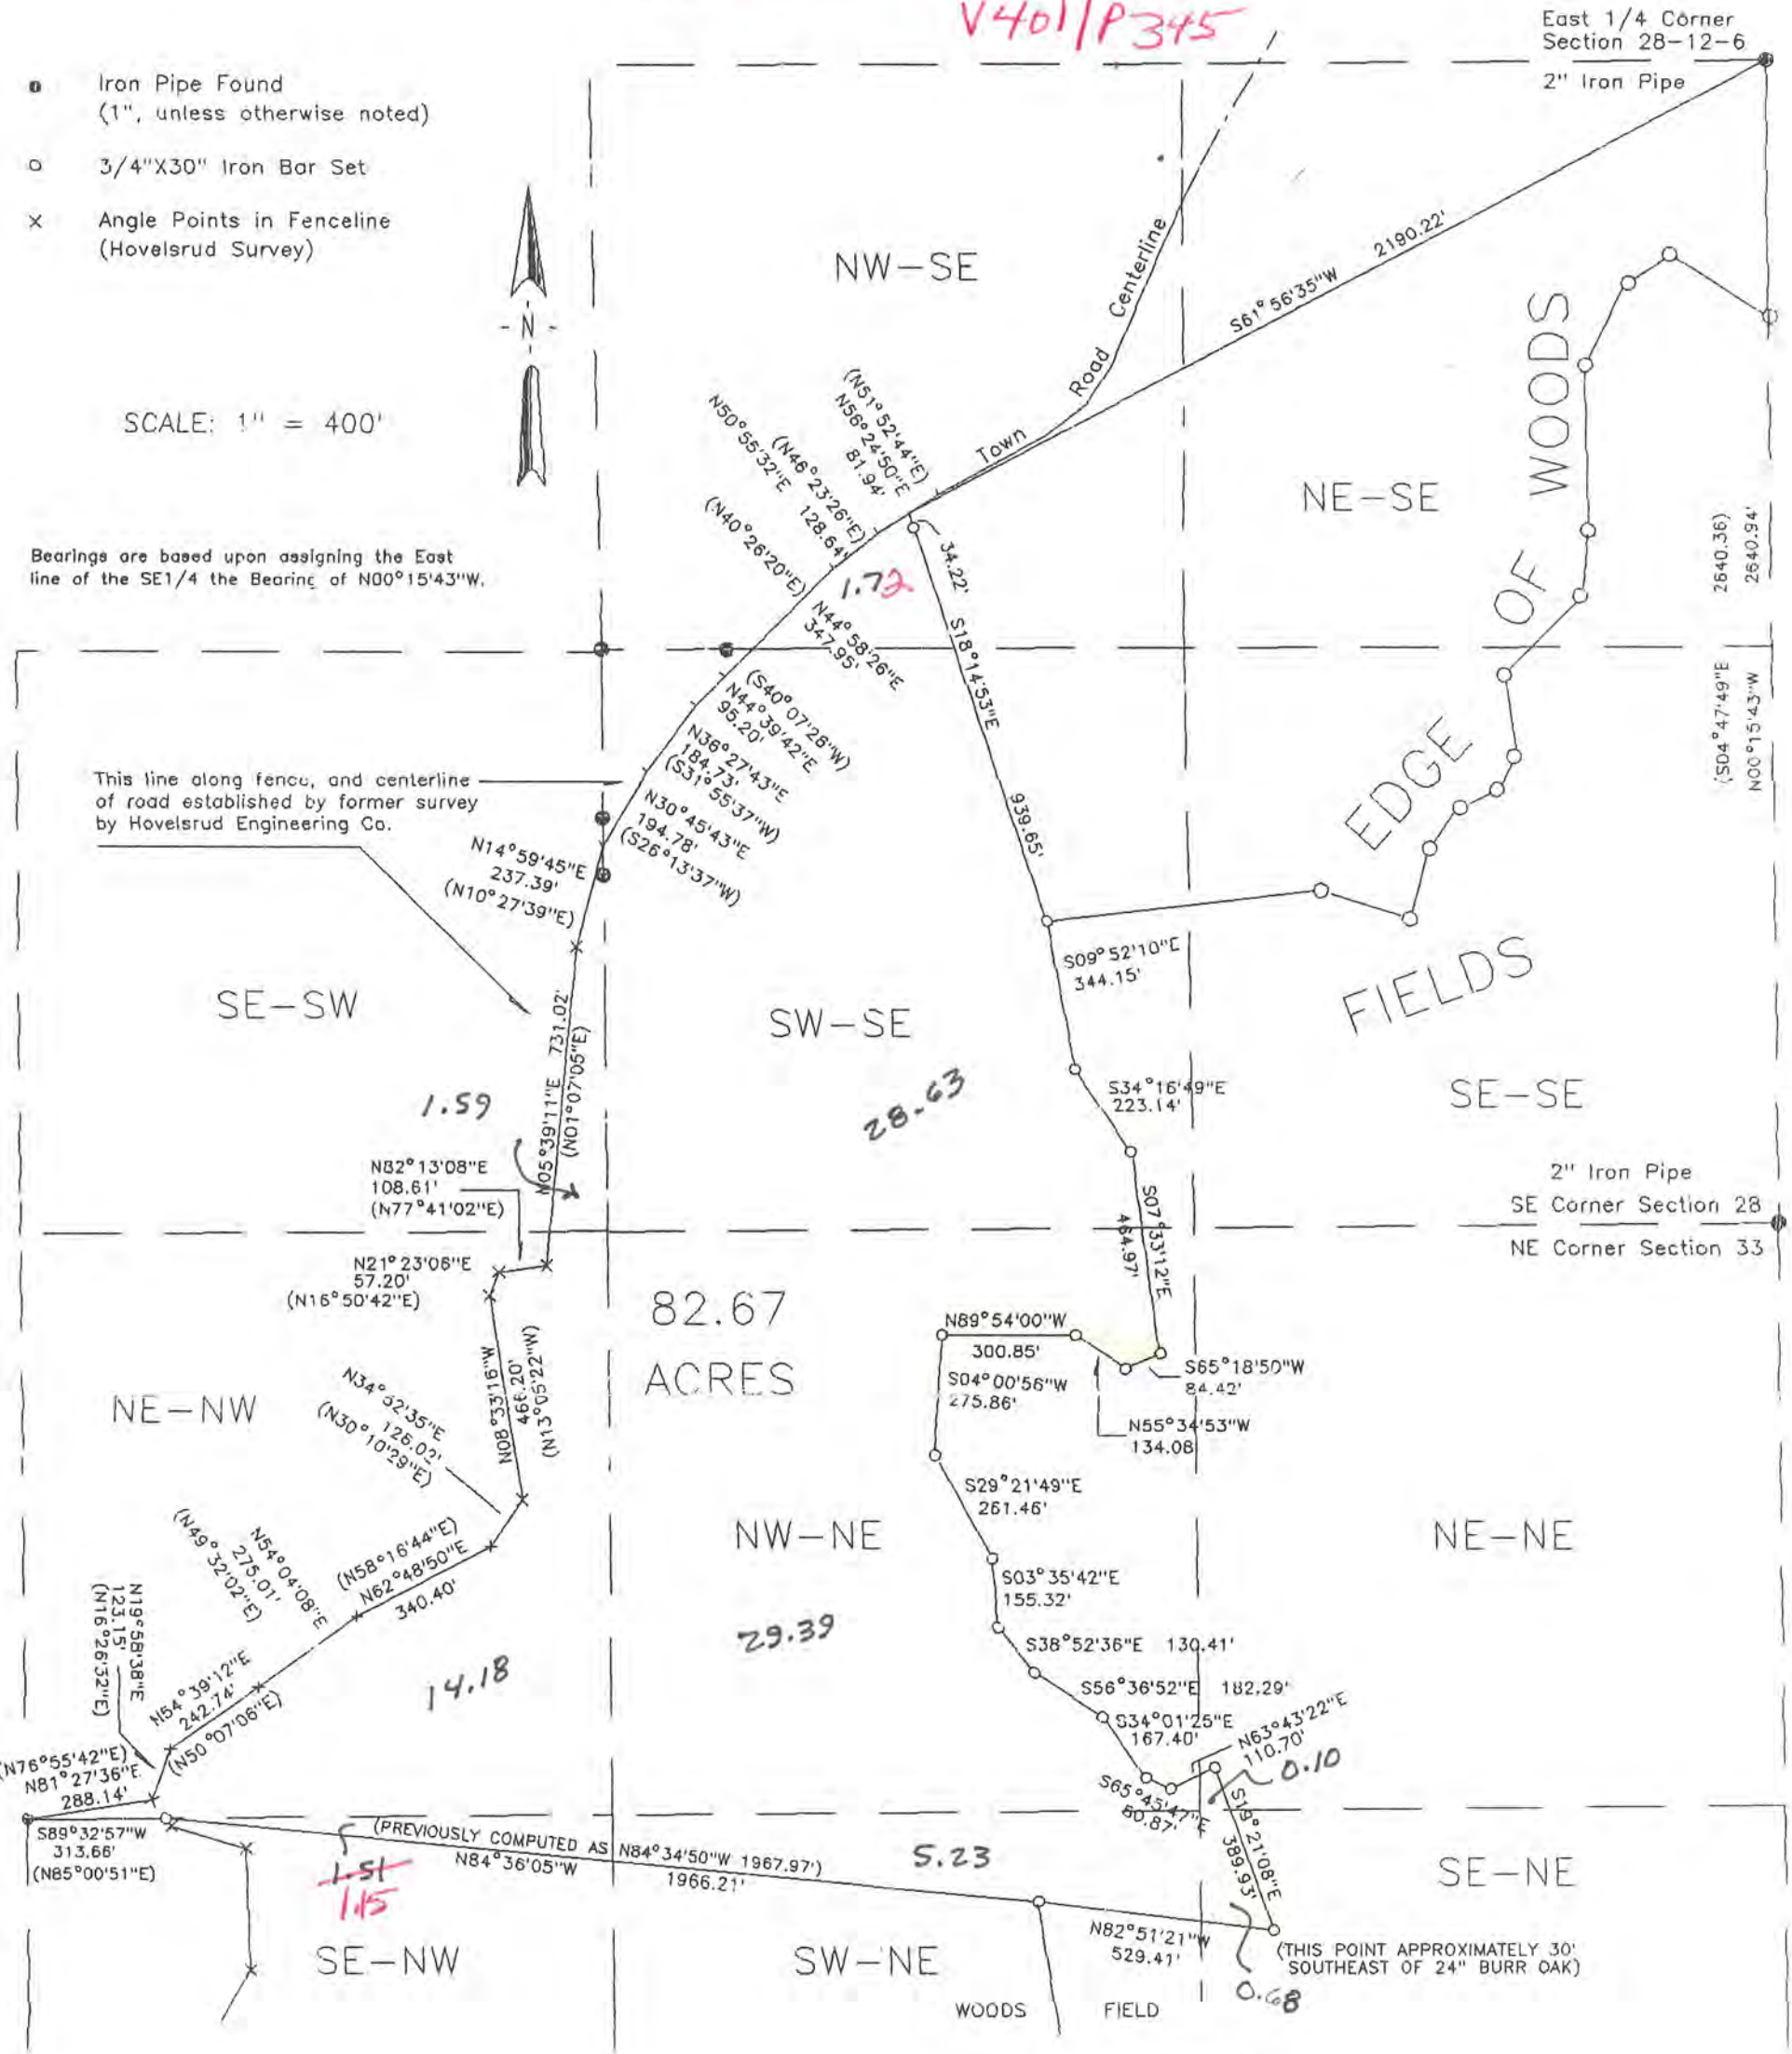 V401/P345
East 1/4 Corner
Section 28-12-6
2" Iron Pipe
Iron Pipe Found
(1", unless otherwise noted)
3/4"X30" Iron Bar Set
Angle Points in Fenceline
(Hovelsrud Survey)
- N -
SCALE: 1" = 400'
Bearings are based upon assigning the East
line of the SE1/4 the Bearing of N00°15'43"W.
NW-SE
Town Road Centerline
S61°56'35"W 2190.22'
EDGE OF WOODS
NE-SE
(N51°52'44"E)
N56°24'50"E
81.94'
(N46°23'26"E)
N50°55'32"E 128.64'
(N40°26'20"E)
N44°58'26"E
347.95'
1.72
34.22'
S18°14'53"E 939.65'
2640.36)
2640.94'
(S04°47'49"E
N00°15'43"W
(S40°07'28"W)
N44°39'42"E
95.20'
N36°27'43"E
184.73'
(S31°55'37"W)
N30°45'43"E
194.78'
(S26°13'37"W)
This line along fence, and centerline
of road established by former survey
by Hovelsrud Engineering Co.
N14°59'45"E
237.39'
(N10°27'39"E)
S09°52'10"E
344.15'
FIELDS
SE-SW
SW-SE
N05°39'11"E 731.02'
(N01°07'05"E)
S34°16'49"E
223.14'
SE-SE
1.59
28.63
N82°13'08"E
108.61'
(N77°41'02"E)
S07°33'12"E
464.97'
2" Iron Pipe
SE Corner Section 28
NE Corner Section 33
N21°23'06"E
57.20'
(N16°50'42"E)
82.67
ACRES
N89°54'00"W
300.85'
S65°18'50"W
84.42'
S04°00'56"W
275.86'
N55°34'53"W
134.08
N08°33'16"W
466.20'
(N13°05'22"W)
NE-NW
(N30°10'29"E)
S29°21'49"E
261.46'
NW-NE
NE-NE
(N58°16'44"E)
N62°48'50"E
340.40'
N54°04'08"E
275.01'
(N49°32'02"E)
S03°35'42"E
155.32'
29.39
S38°52'36"E 130.41'
N19°58'38"E
123.15'
(N16°26'32"E)
N54°39'12"E
242.74'
(N50°07'06"E)
14.18
S56°36'52"E 182.29'
S34°01'25"E
167.40'
N63°43'22"E
110.70'
0.10
(N76°55'42"E)
N81°27'36"E
288.14'
S65°45'47"E
S19°21'08"E
389.93'
S89°32'57"W
313.66'
(N85°00'51"E)
(PREVIOUSLY COMPUTED AS N84°34'50"W 1967.97')
N84°36'05"W 1966.21'
5.23
1.51
1.15
SE-NE
N82°51'21"W
529.41'
(THIS POINT APPROXIMATELY 30'
SOUTHEAST OF 24" BURR OAK)
SE-NW
SW-NE
0.68
WOODS
FIELD